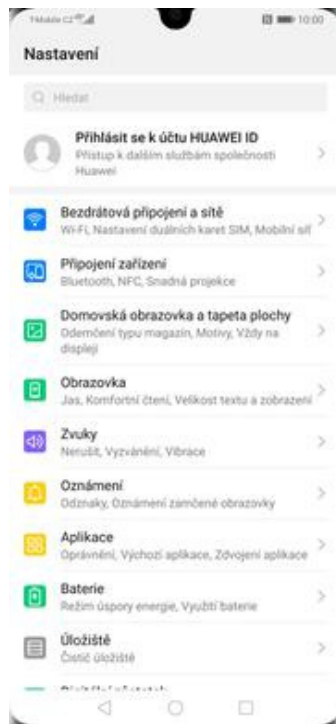 T-Mobile CZ
10:00
Nastavení
Hledat
Přihlásit se k účtu HUAWEI ID
Přístup k dalším službám společnosti
Huawei
Bezdrátová připojení a sítě
Wi-Fi, Nastavení duálních karet SIM, Mobilní síť
Připojení zařízení
Bluetooth, NFC, Snadná projekce
Domovská obrazovka a tapeta plochy
Odemčení typu magazín, Motivy, Vždy na
displeji
Obrazovka
Jas, Komfortní čtení, Velikost textu a zobrazení
Zvuky
Nerušit, Vyzvánění, Vibrace
Oznámení
Odznaky, Oznámení zamčené obrazovky
Aplikace
Oprávnění, Výchozí aplikace, Zdvojení aplikace
Baterie
Režim úspory energie, Využití baterie
Úložiště
Čistič úložiště